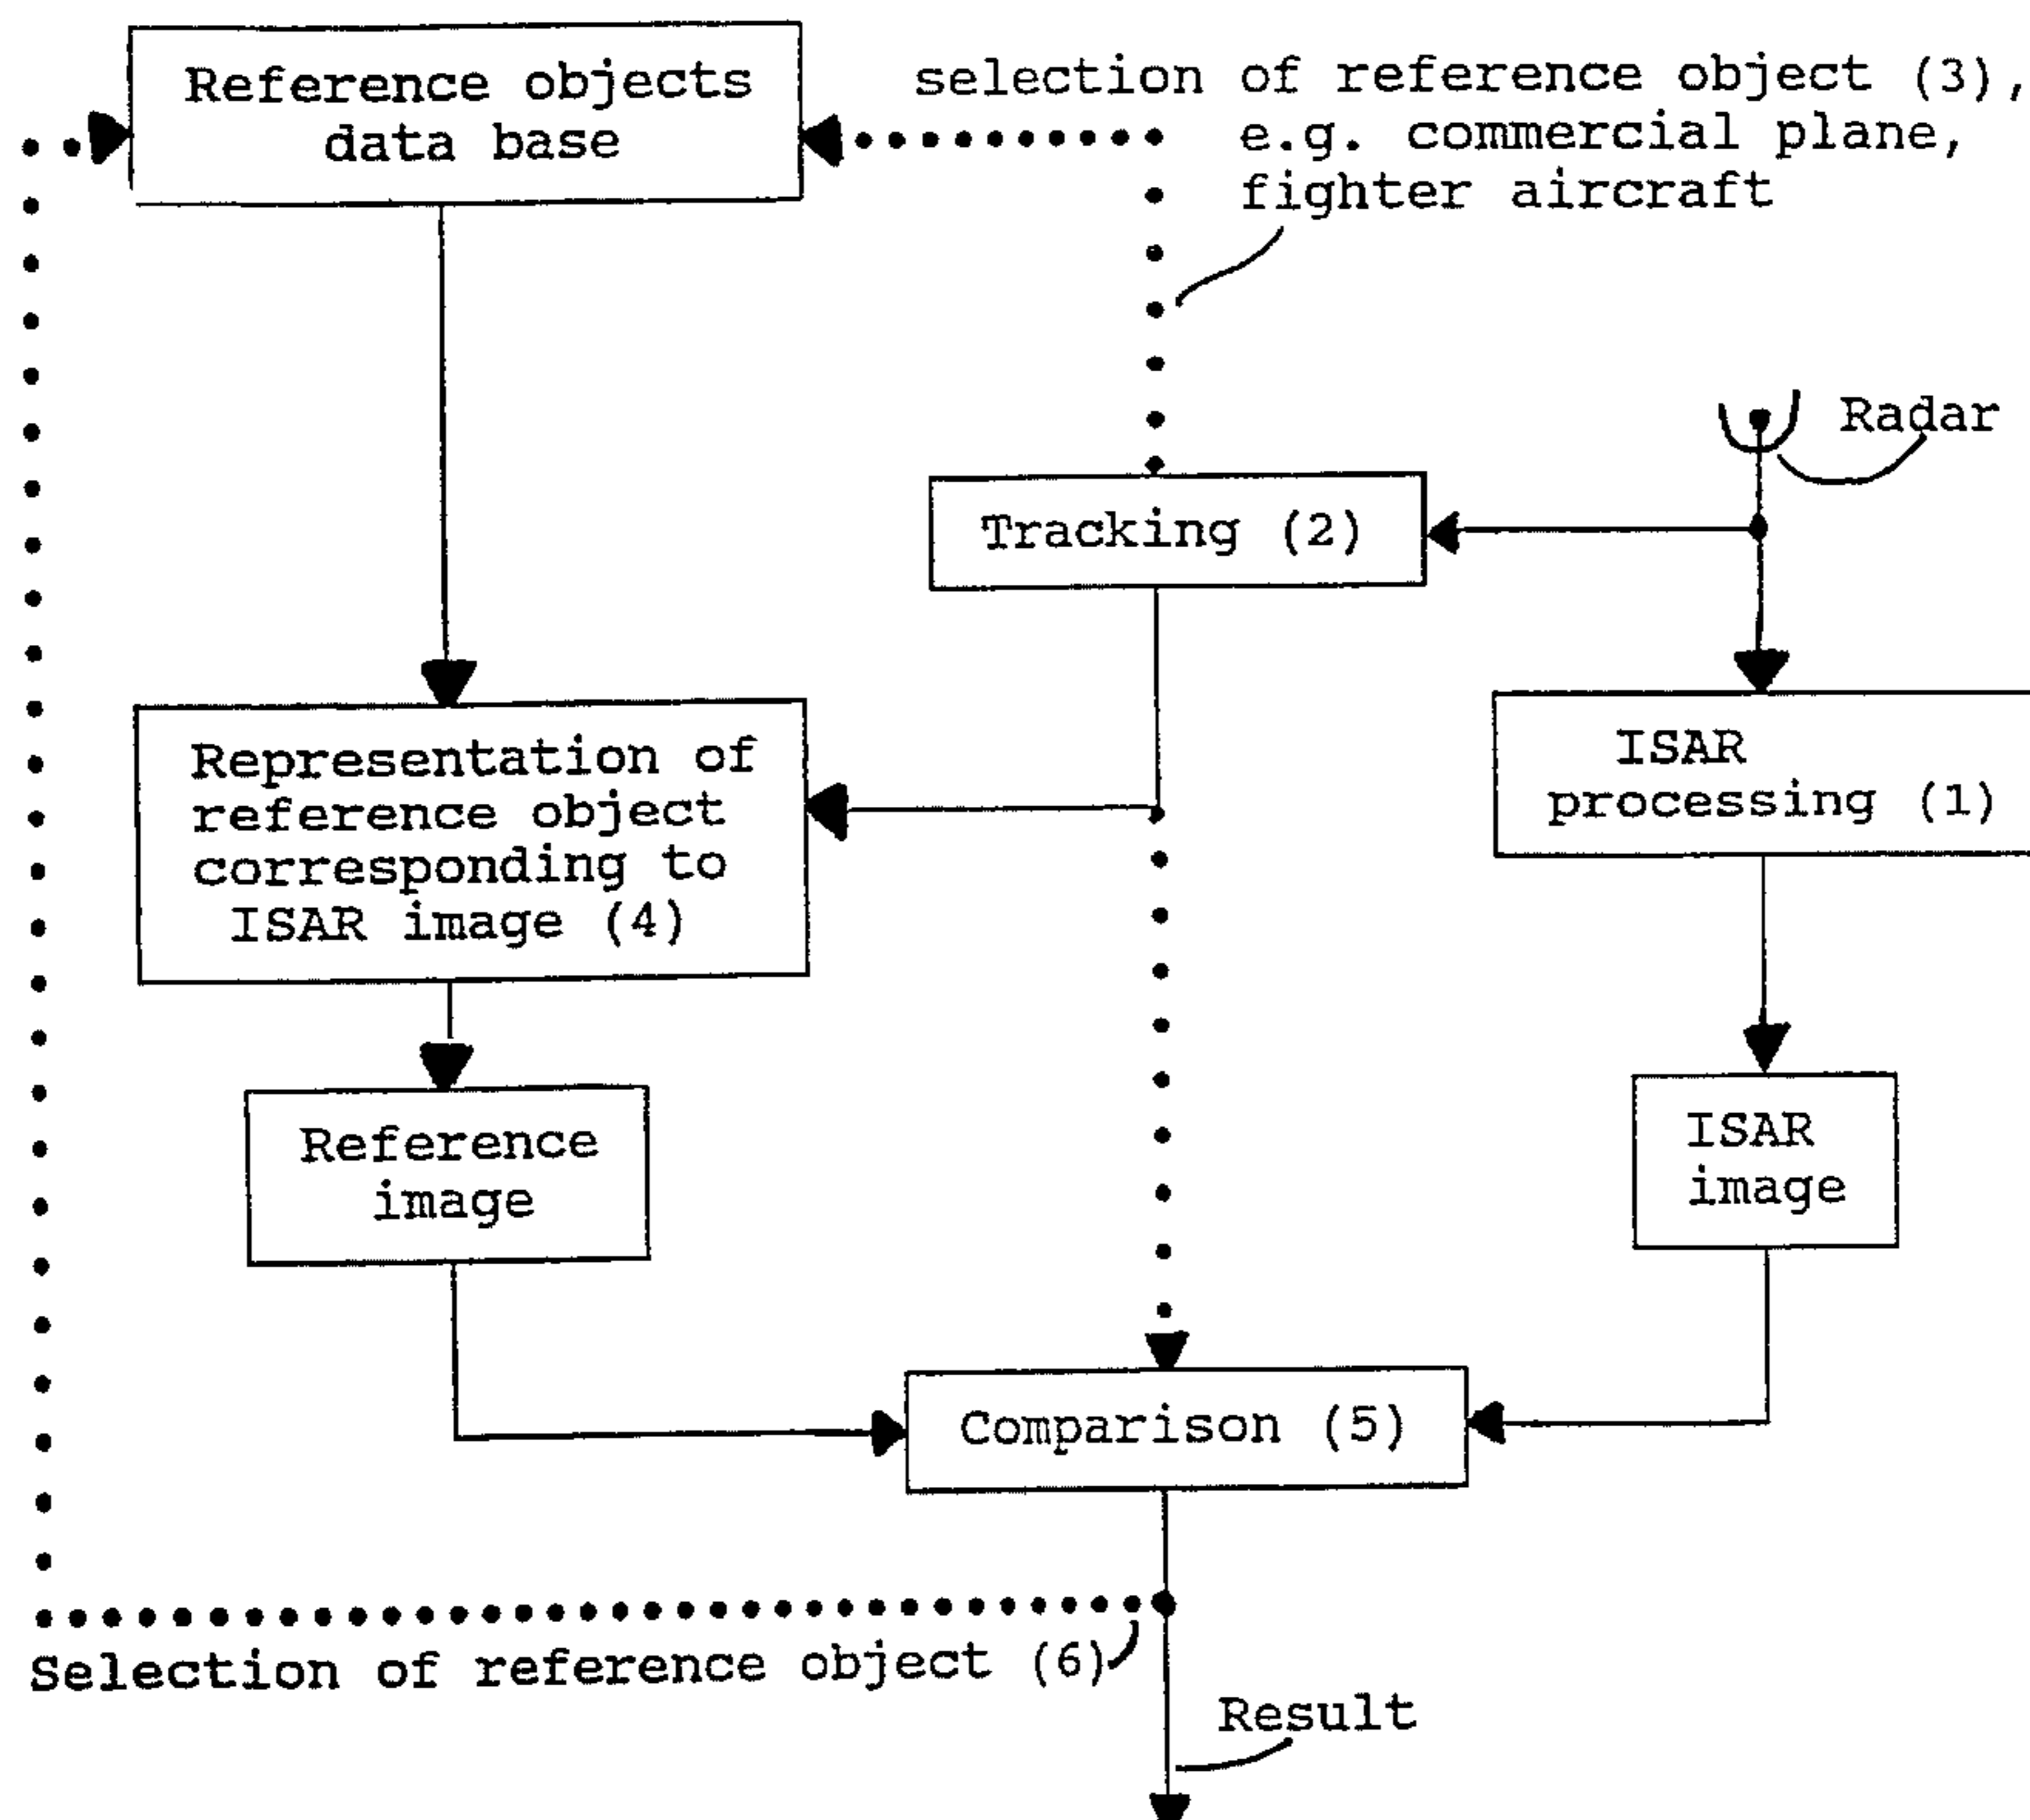 Reference objects
data base
selection of reference object (3),
e.g. commercial plane,
fighter aircraft
Radar
Tracking (2)
Representation of
reference object
corresponding to
ISAR image (4)
ISAR
processing (1)
Reference
image
ISAR
image
Comparison (5)
Selection of reference object (6)
Result